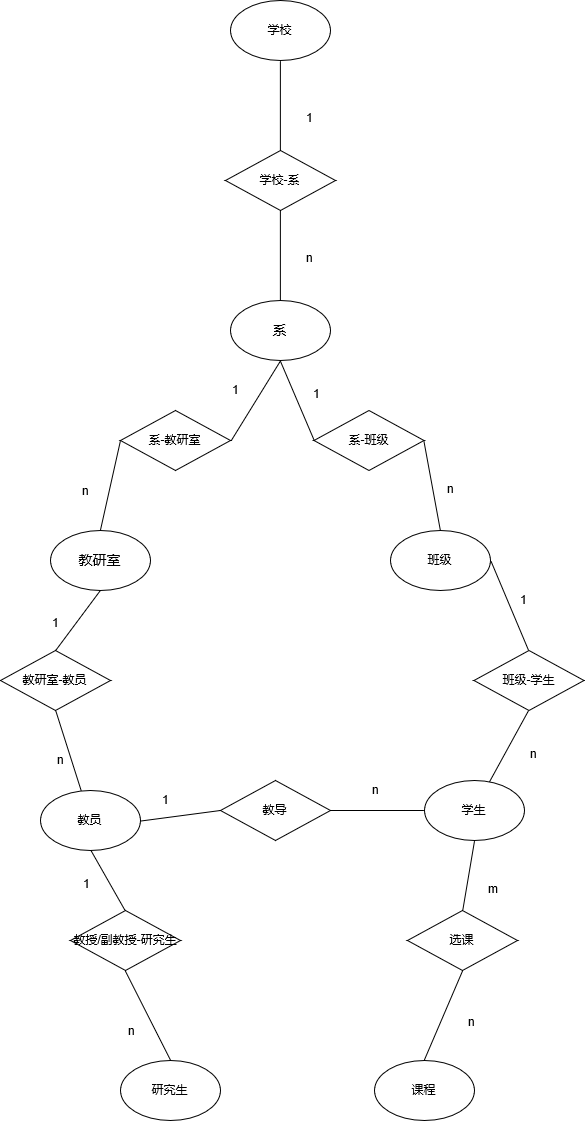 学校
1
学校-系
n
系
1
1
系-教研室
系-班级
n
n
教研室
班级
1
1
教研室-教员
班级-学生
n
n
教员
1
教导
n
学生
1
m
教授/副教授-研究生
选课
n
n
研究生
课程